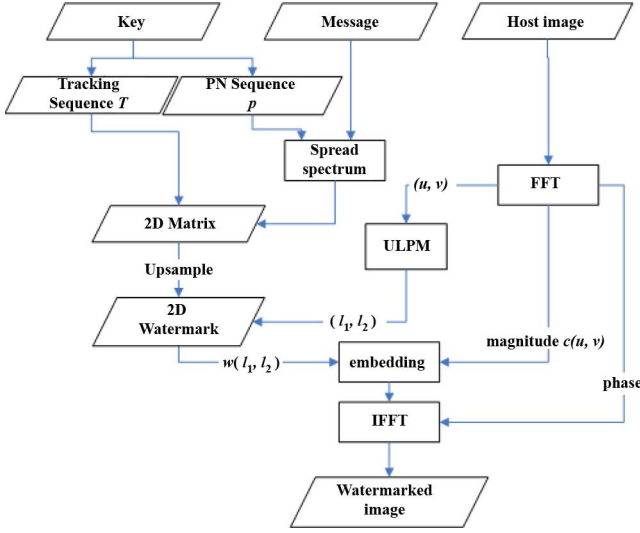 Key
Message
Host image
Tracking
Sequence T
PN Sequence
p
Spread
spectrum
(u, v)
FFT
2D Matrix
ULPM
Upsample
2D
Watermark
( l1, l2 )
magnitude c(u, v)
w( l1, l2 )
embedding
phase
IFFT
Watermarked
image